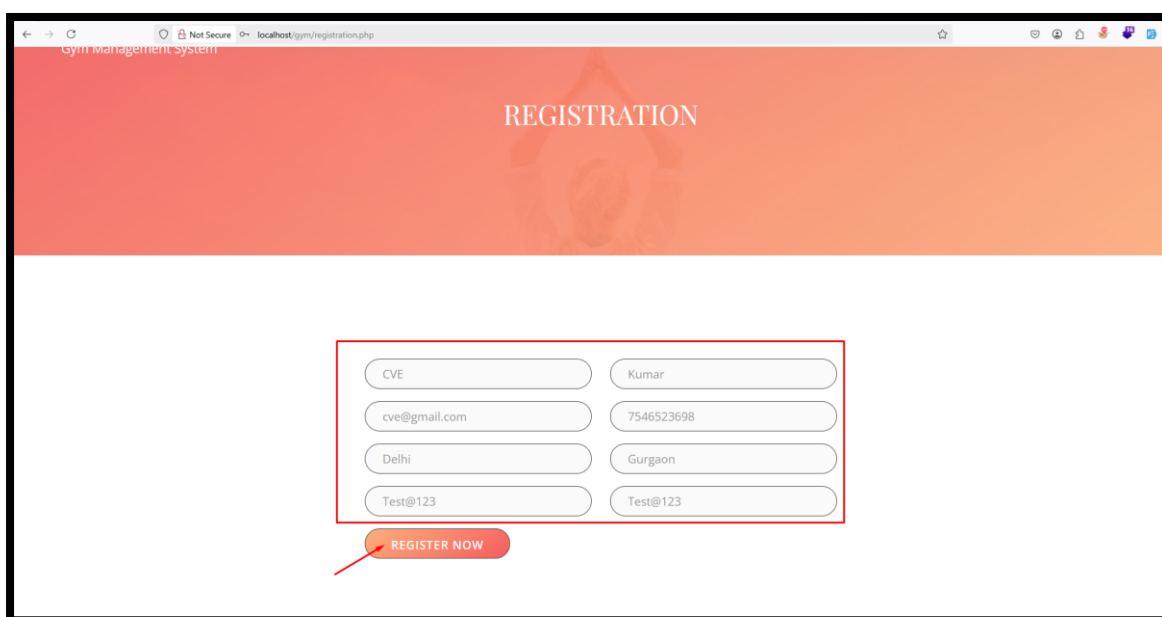 Not Secure localhost/gym/registration.php
Gym Management System
REGISTRATION
CVE Kumar
cve@gmail.com 7546523698
Delhi Gurgaon
Test@123 Test@123
REGISTER NOW